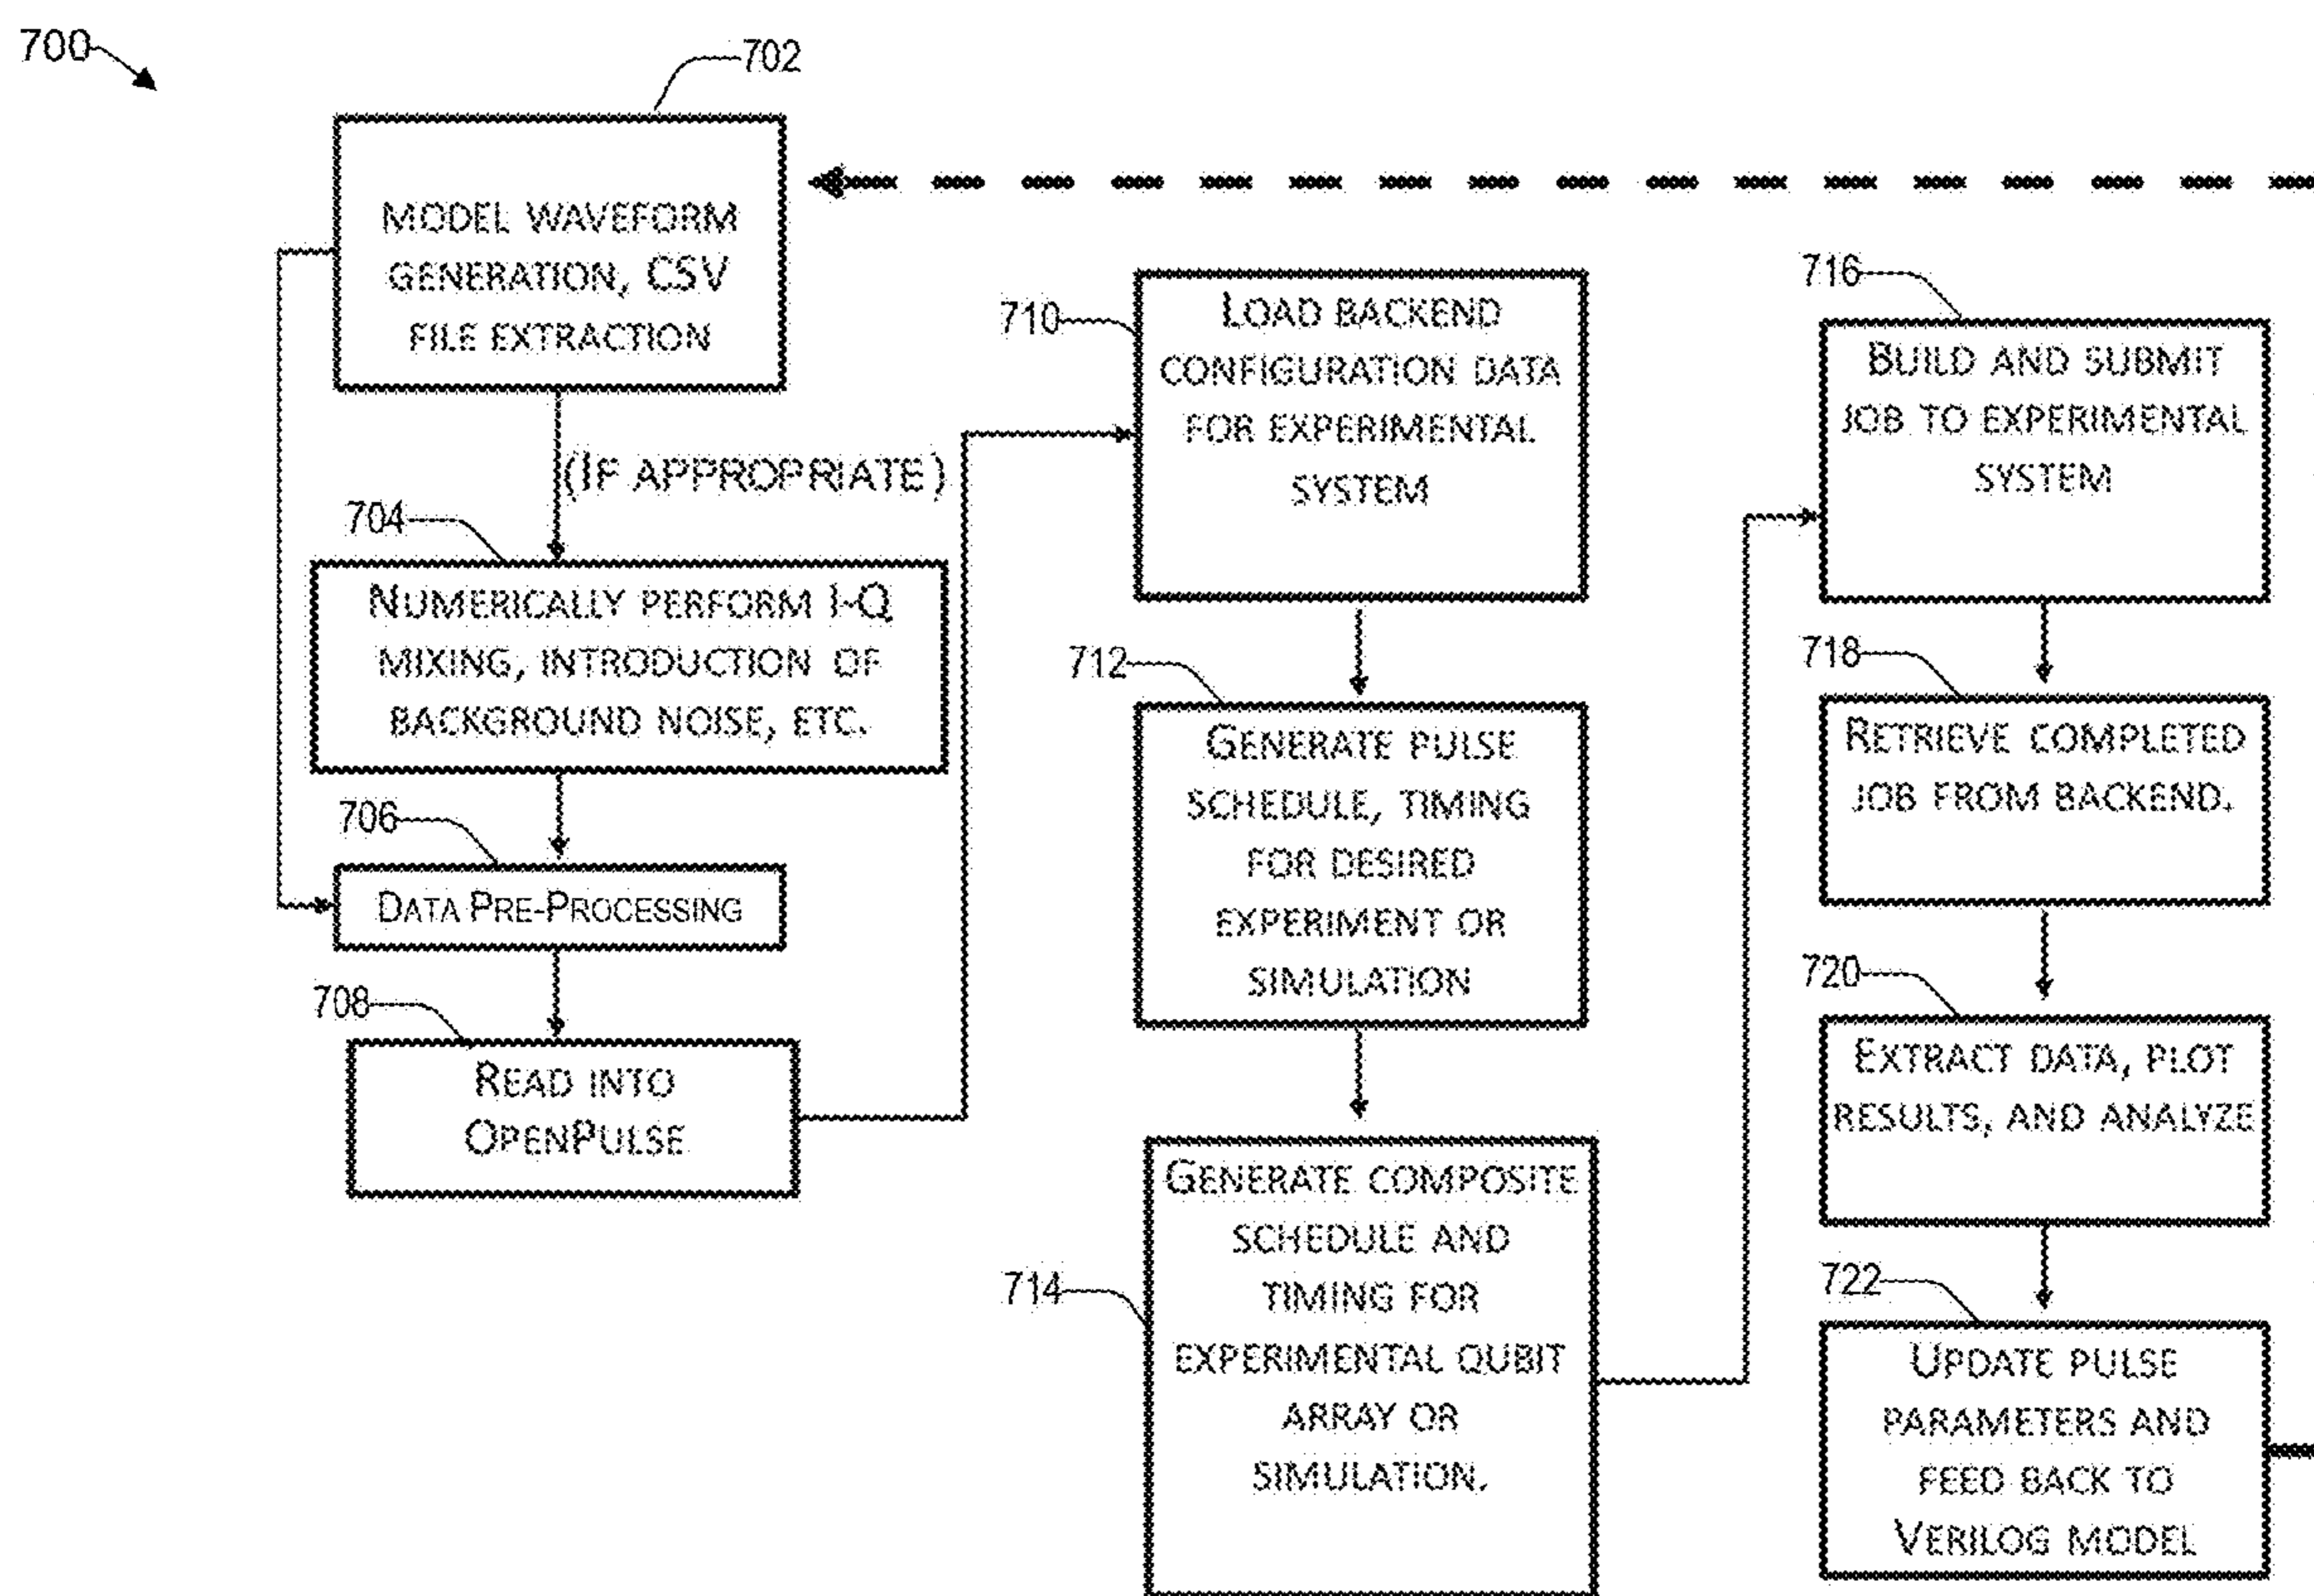 700
702
MODEL WAVEFORM
GENERATION, CSV
FILE EXTRACTION
(IF APPROPRIATE)
704
NUMERICALLY PERFORM I-Q
MIXING, INTRODUCTION OF
BACKGROUND NOISE, ETC.
706
DATA PRE-PROCESSING
708
READ INTO
OPENPULSE
710
LOAD BACKEND
CONFIGURATION DATA
FOR EXPERIMENTAL
SYSTEM
712
GENERATE PULSE
SCHEDULE, TIMING
FOR DESIRED
EXPERIMENT OR
SIMULATION
714
GENERATE COMPOSITE
SCHEDULE AND
TIMING FOR
EXPERIMENTAL QUBIT
ARRAY OR
SIMULATION.
716
BUILD AND SUBMIT
JOB TO EXPERIMENTAL
SYSTEM
718
RETRIEVE COMPLETED
JOB FROM BACKEND.
720
EXTRACT DATA, PLOT
RESULTS, AND ANALYZE
722
UPDATE PULSE
PARAMETERS AND
FEED BACK TO
VERILOG MODEL